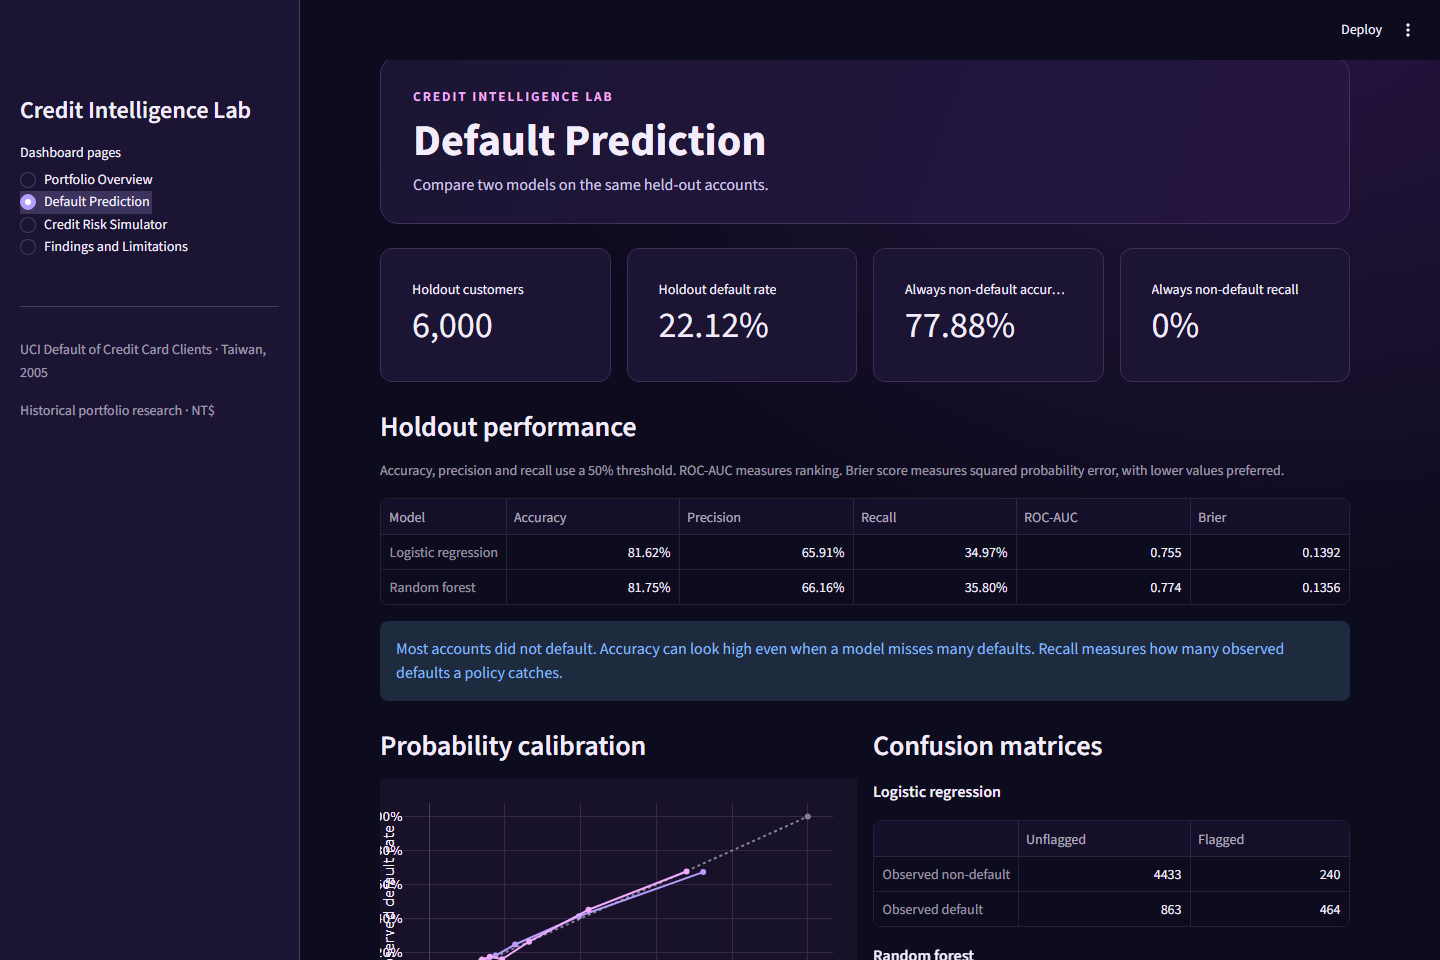 Deploy
Credit Intelligence Lab
Dashboard pages
Portfolio Overview
Default Prediction
Credit Risk Simulator
Findings and Limitations
UCI Default of Credit Card Clients · Taiwan,
2005
Historical portfolio research · NT$
CREDIT INTELLIGENCE LAB
Default Prediction
Compare two models on the same held-out accounts.
Holdout customers
6,000
Holdout default rate
22.12%
Always non-default accur…
77.88%
Always non-default recall
0%
Holdout performance
Accuracy, precision and recall use a 50% threshold. ROC-AUC measures ranking. Brier score measures squared probability error, with lower values preferred.
Model Accuracy Precision Recall ROC-AUC Brier
Logistic regression 81.62% 65.91% 34.97% 0.755 0.1392
Random forest 81.75% 66.16% 35.80% 0.774 0.1356
Most accounts did not default. Accuracy can look high even when a model misses many defaults. Recall measures how many observed
defaults a policy catches.
Probability calibration
default rate
Confusion matrices
Logistic regression
Unflagged Flagged
Observed non-default 4433 240
Observed default 863 464
Random forest